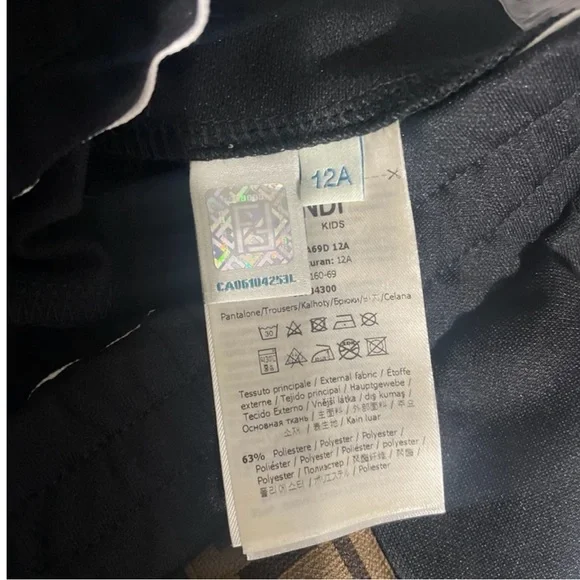 12A
NDI
KIDS
A69D 12A
uran: 12A
160-69
4300
CA06104253L
Pantalone/Trousers/Kalhoty/Брюки/바지/Celana
30
Tessuto principale / External fabric / Étoffe
externe / Tejido principal / Hauptgewebe /
Tecido Externo / Vnější látka / dış kumaş /
Основная ткань / 主面料 / 外部面料 / 주요
소재 / 表生地 / Kain luar
63% Poliestere / Polyester / Polyester /
Poliéster / Polyester / Poliéster / polyester /
Polyester / Полиэстер / 聚酯纤维 / 聚酯 /
폴리에스터 / ポリエステル / Poliester